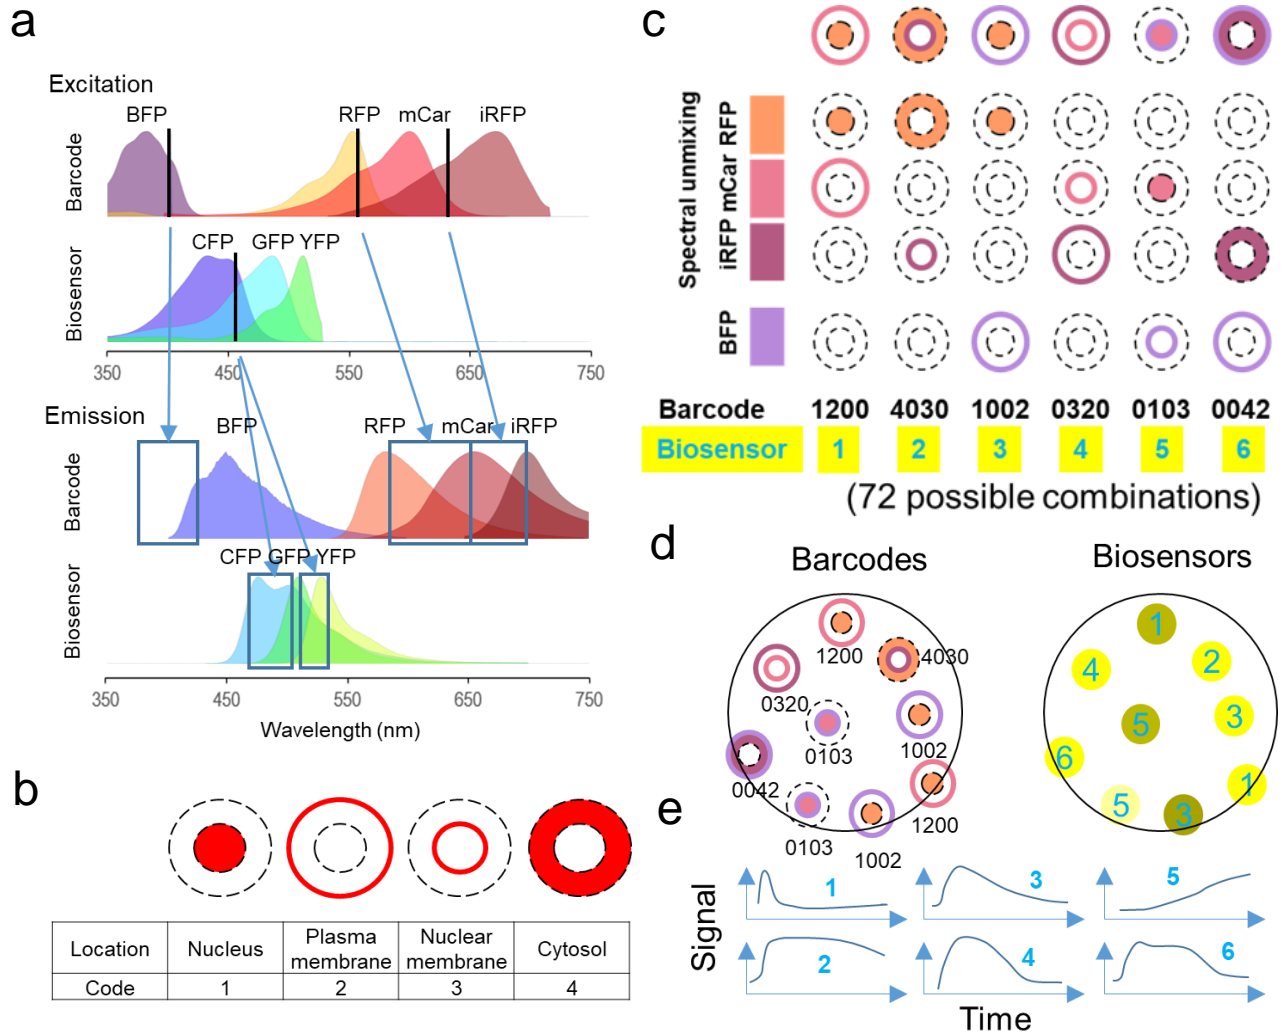 a
Excitation
BFP RFP mCar iRFP
Barcode
CFP GFP YFP
Biosensor
350 450 550 650 750
Emission
BFP RFP mCar iRFP
Barcode
CFP GFP YFP
Biosensor
350 450 550 650 750
Wavelength (nm)
b
Location Nucleus Plasma membrane Nuclear membrane Cytosol
Code 1 2 3 4
c
Spectral unmixing
RFP
mCar
iRFP
BFP
Barcode 1200 4030 1002 0320 0103 0042
Biosensor 1 2 3 4 5 6
(72 possible combinations)
d
Barcodes
1200
4030
0320
0103
1002
0042
1200
0103
1002
Biosensors
1
4 2
5 3
6
1
5 3
e
Signal
1 3 5
2 4 6
Time